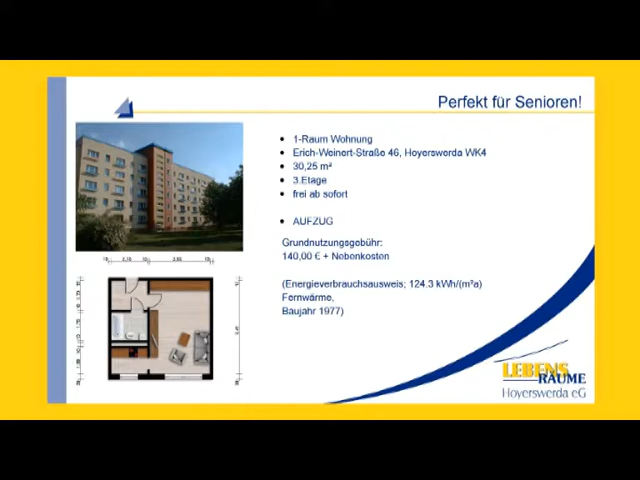 Perfekt für Senioren!
1-Raum Wohnung
Erich-Weinert-Straße 46, Hoyerswerda WK4
30,25 m²
3.Etage
frei ab sofort
AUFZUG
Grundnutzungsgebühr:
140,00 € + Nebenkosten
(Energieverbrauchsausweis; 124.3 kWh/(m²a)
Fernwärme,
Baujahr 1977)
LEBENS
RÄUME
Hoyerswerda eG